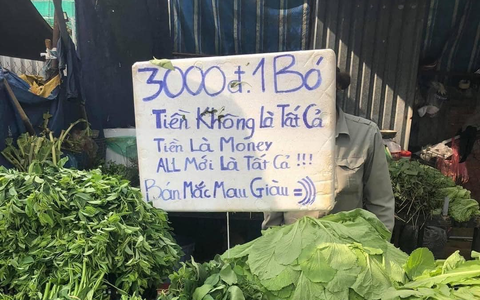 3000đ. 1 Bó
Tiền Không Là Tất Cả
Tiền Là Money
ALL Mới Là Tất Cả !!!
Bán Mắc Mau Giàu =)))